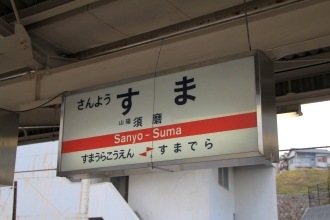 さんよう すま
山陽 須磨
Sanyo-Suma
すまうらこうえん すまでら